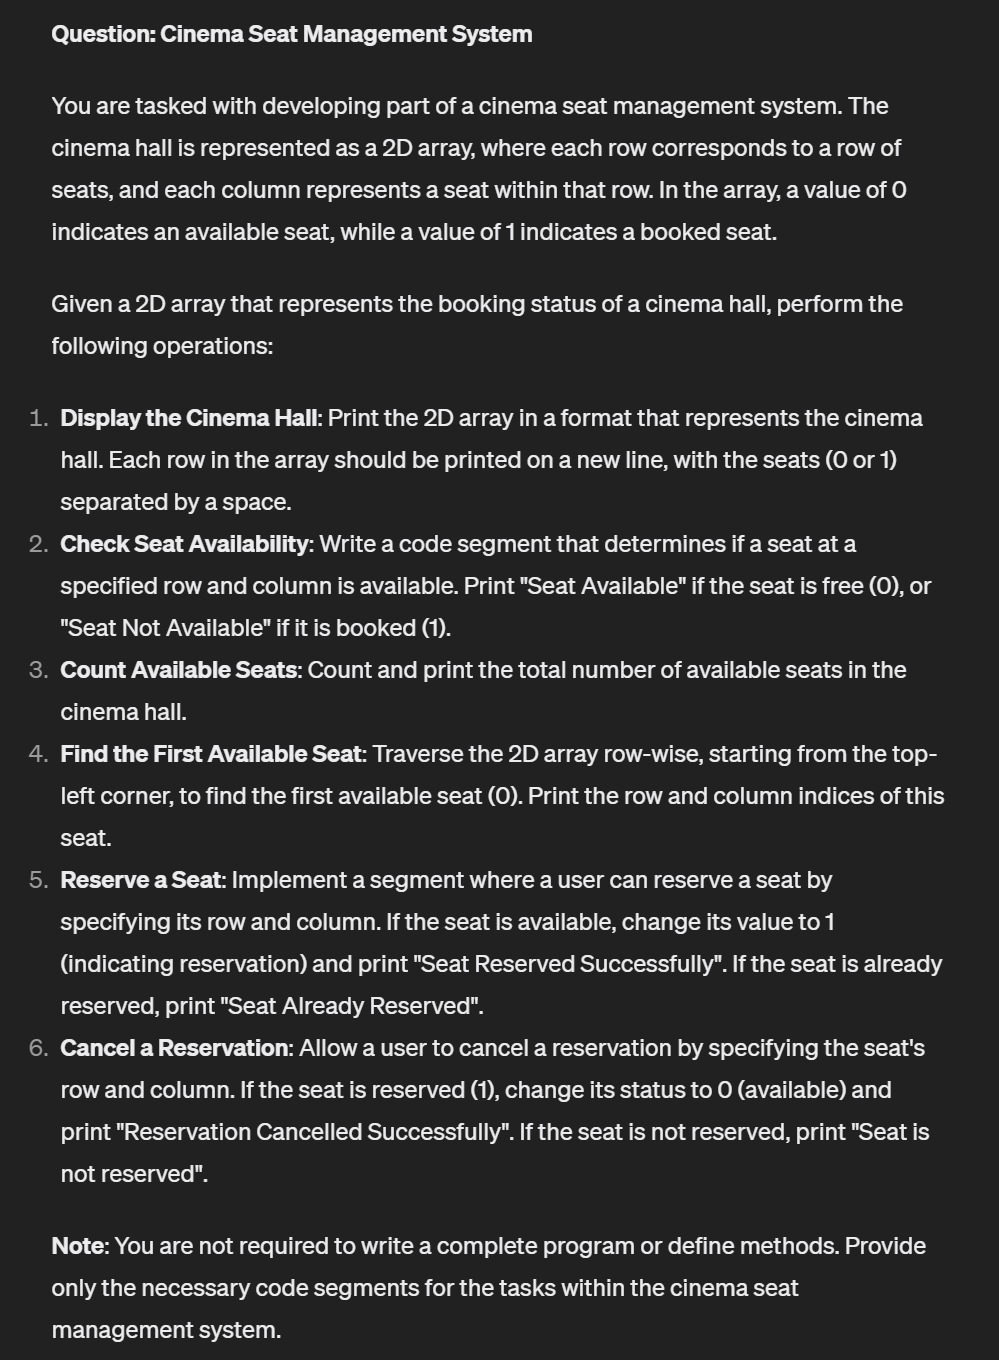 Question: Cinema Seat Management System
You are tasked with developing part of a cinema seat management system. The
cinema hall is represented as a 2D array, where each row corresponds to a row of
seats, and each column represents a seat within that row. In the array, a value of 0
indicates an available seat, while a value of 1 indicates a booked seat.
Given a 2D array that represents the booking status of a cinema hall, perform the
following operations:
1. Display the Cinema Hall: Print the 2D array in a format that represents the cinema
hall. Each row in the array should be printed on a new line, with the seats (0 or 1)
separated by a space.
2. Check Seat Availability: Write a code segment that determines if a seat at a
specified row and column is available. Print "Seat Available" if the seat is free (0), or
"Seat Not Available" if it is booked (1).
3. Count Available Seats: Count and print the total number of available seats in the
cinema hall.
4. Find the First Available Seat: Traverse the 2D array row-wise, starting from the top-
left corner, to find the first available seat (0). Print the row and column indices of this
seat.
5. Reserve a Seat: Implement a segment where a user can reserve a seat by
specifying its row and column. If the seat is available, change its value to 1
(indicating reservation) and print "Seat Reserved Successfully". If the seat is already
reserved, print "Seat Already Reserved".
6. Cancel a Reservation: Allow a user to cancel a reservation by specifying the seat's
row and column. If the seat is reserved (1), change its status to 0 (available) and
print "Reservation Cancelled Successfully". If the seat is not reserved, print "Seat is
not reserved".
Note: You are not required to write a complete program or define methods. Provide
only the necessary code segments for the tasks within the cinema seat
management system.